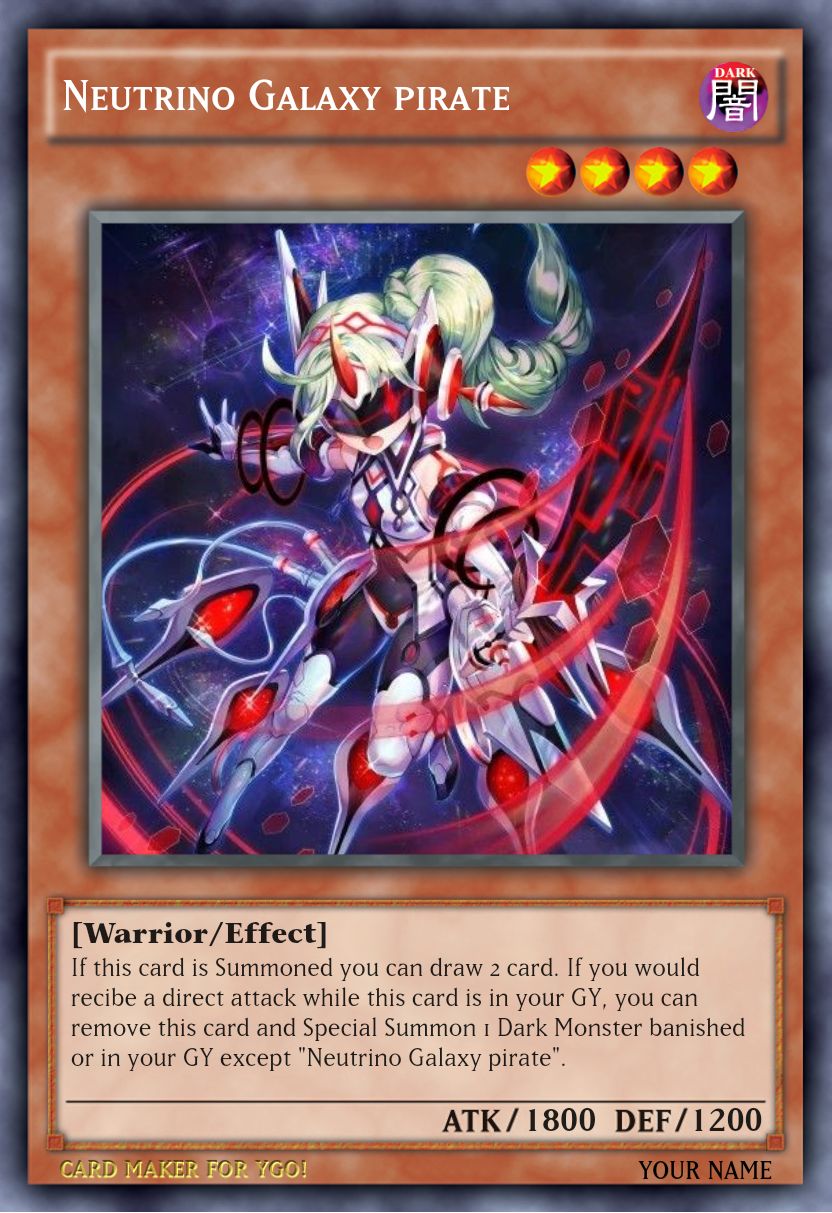 Neutrino Galaxy pirate
DARK
闇
[Warrior/Effect]
If this card is Summoned you can draw 2 card. If you would
recibe a direct attack while this card is in your GY, you can
remove this card and Special Summon 1 Dark Monster banished
or in your GY except "Neutrino Galaxy pirate".
ATK/1800 DEF/1200
CARD MAKER FOR YGO!
YOUR NAME